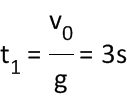 t₁ = v₀/g = 3s